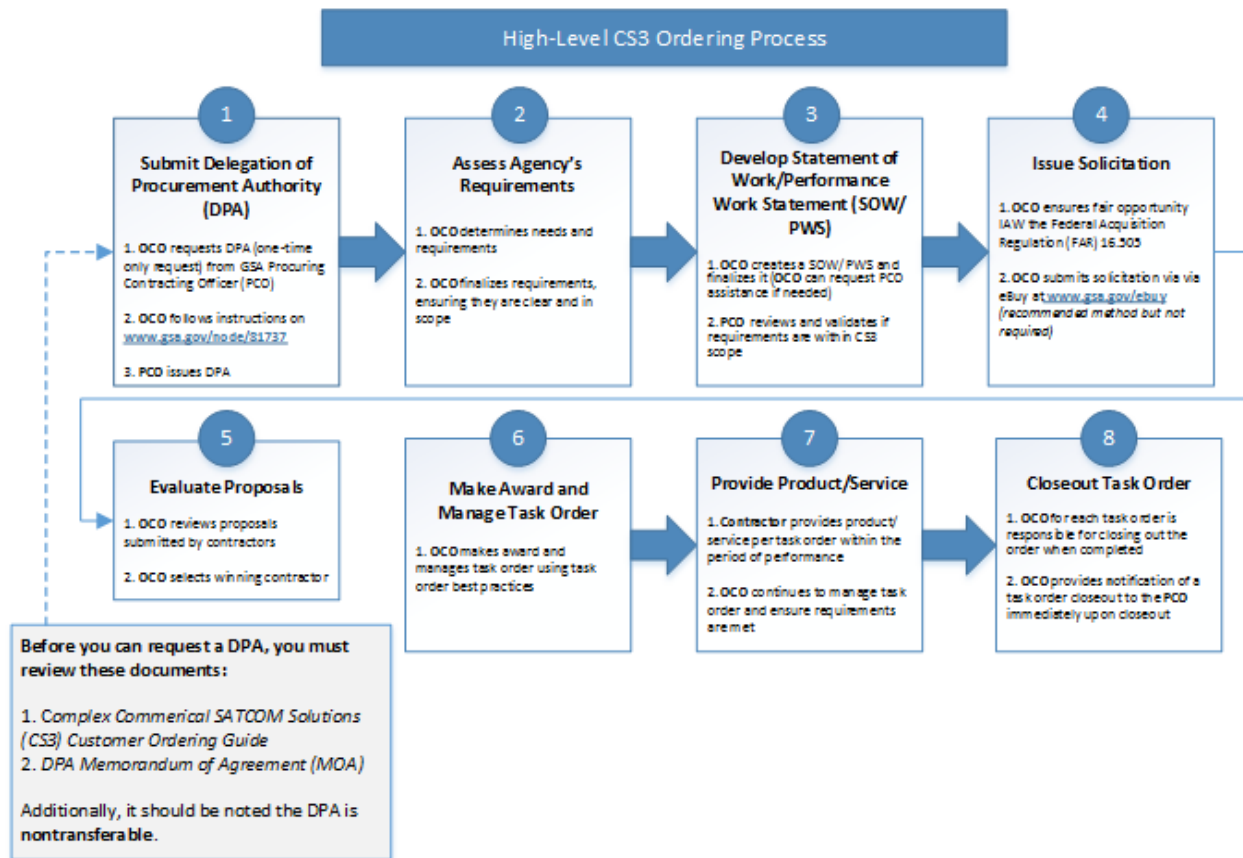 High-Level CS3 Ordering Process
1
Submit Delegation of
Procurement Authority
(DPA)
1. OCO requests DPA (one-time
only request) from GSA Procuring
Contracting Officer (PCO)
2. OCO follows instructions on
www.gsa.gov/node/81737
3. PCO issues DPA
2
Assess Agency's
Requirements
1. OCO determines needs and
requirements
2. OCO finalizes requirements,
ensuring they are clear and in
scope
3
Develop Statement of
Work/Performance
Work Statement (SOW/
PWS)
1. OCO creates a SOW/PWS and
finalizes it (OCO can request PCO
assistance if needed)
2. PCO reviews and validates if
requirements are within CS3
scope
4
Issue Solicitation
1. OCO ensures fair opportunity
IAW the Federal Acquisition
Regulation (FAR) 16.505
2. OCO submits solicitation via via
eBuy at www.gsa.gov/ebuy
(recommended method but not
required)
5
Evaluate Proposals
1. OCO reviews proposals
submitted by contractors
2. OCO selects winning contractor
6
Make Award and
Manage Task Order
1. OCO makes award and
manages task order using task
order best practices
7
Provide Product/Service
1. Contractor provides product/
service per task order within the
period of performance
2. OCO continues to manage task
order and ensure requirements
are met
8
Closeout Task Order
1. OCO for each task order is
responsible for closing out the
order when completed
2. OCO provides notification of a
task order closeout to the PCO
immediately upon closeout
Before you can request a DPA, you must
review these documents:
1. Complex Commerical SATCOM Solutions
(CS3) Customer Ordering Guide
2. DPA Memorandum of Agreement (MOA)
Additionally, it should be noted the DPA is
nontransferable.